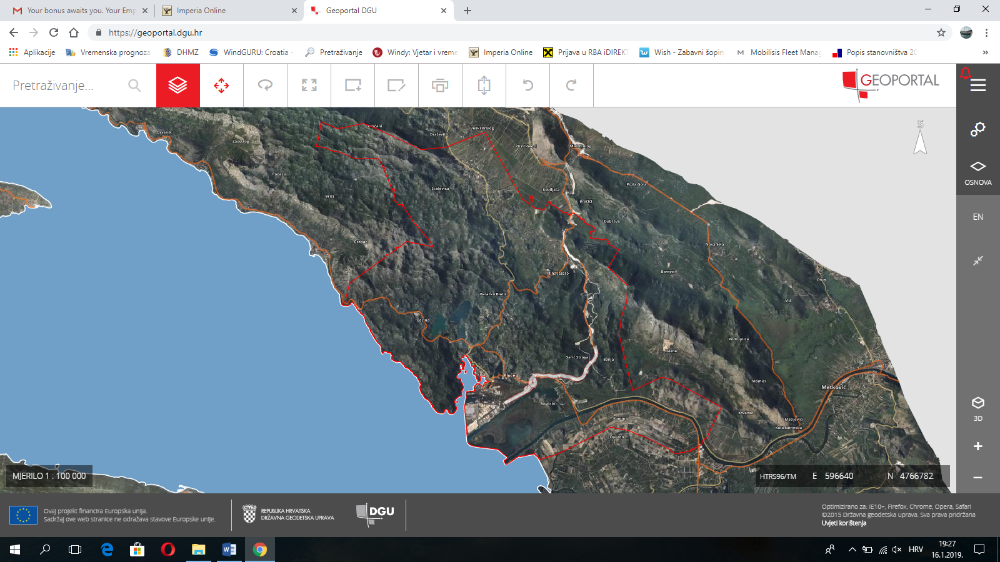 Your bonus awaits you. Your Emp
Imperia Online
Geoportal DGU
https://geoportal.dgu.hr
Aplikacije
Vremenska prognoza
DHMZ
WindGURU: Croatia -
Pretraživanje
Windy: Vjetar i vreme
Imperia Online
Prijava u RBA iDIREKT
Wish - Zabavni šopin
Mobilisis Fleet Manag
Popis stanovništva 20
»
Pretraživanje...
GEOPORTAL
S
OSNOVA
EN
3D
Drvenik
Zaostrog
Podaca
Brist
Gradac
Draževitići
Veliki Prolog
Otrić-Seoci
Mali Prolog
Staševica
Kobiljača
Brečići
Pozla Gora
Dubrave
Nova Sela
Borovci
Prud
Vid
Plina Jezero
Peračko Blato
Baćina
Podrujnica
Desne
Šarić Struga
Banja
Ploče
Momići
Metković
Rogotin
Komin
Krvavac
Matijevići
Kula Norinska
Opuzen
MJERILO 1 : 100 000
HTRS96/TM E 596640 N 4766782
Ovaj projekt financira Europska unija.
Sadržaj ove web stranice ne odražava stavove Europske unije.
REPUBLIKA HRVATSKA
DRŽAVNA GEODETSKA UPRAVA
DGU
Optimizirano za: IE10+, Firefox, Chrome, Opera, Safari
©2015 Državna geodetska uprava. Sva prava pridržana
Uvjeti korištenja
HRV
19:27
16.1.2019.